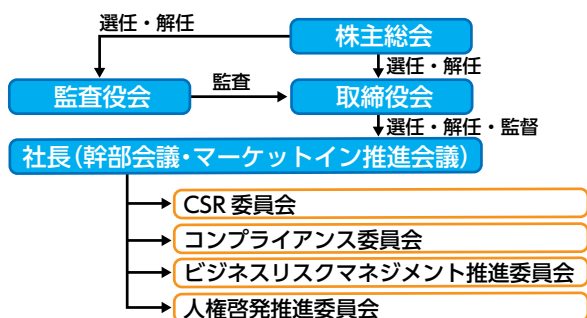 選任・解任
株主総会
選任・解任
監査役会
監査
取締役会
選任・解任・監督
社長(幹部会議・マーケットイン推進会議)
CSR 委員会
コンプライアンス委員会
ビジネスリスクマネジメント推進委員会
人権啓発推進委員会